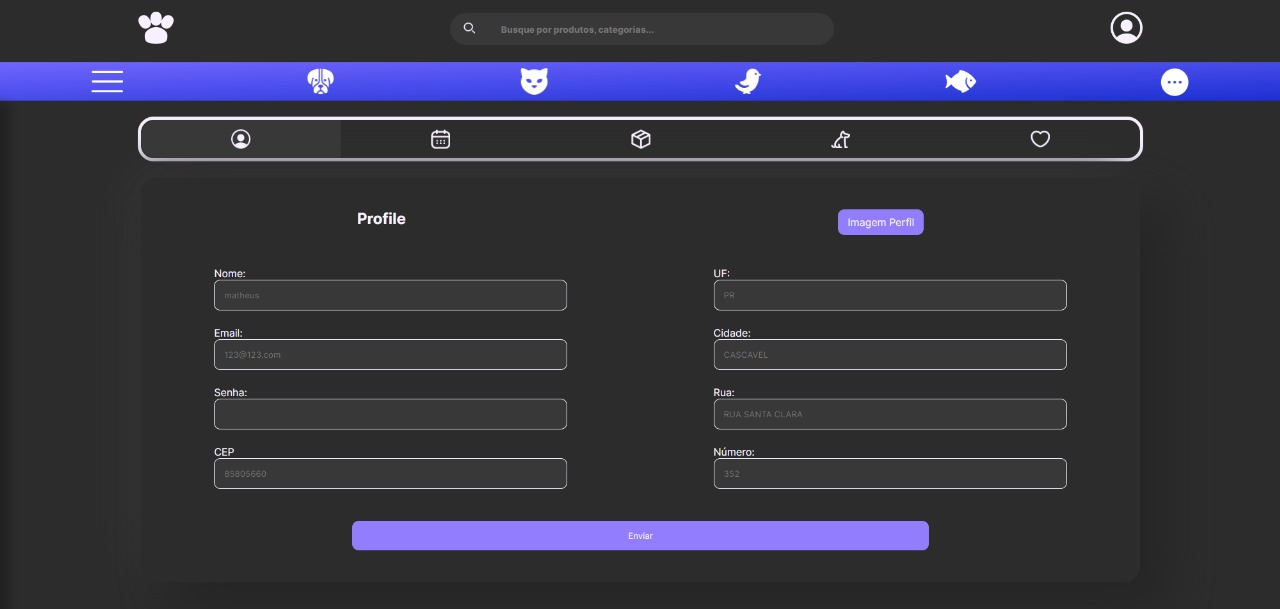 Busque por produtos, categorias...
Profile
Imagem Perfil
Nome:
matheus
Email:
123@123.com
Senha:
CEP
85805660
UF:
PR
Cidade:
CASCAVEL
Rua:
RUA SANTA CLARA
Número:
352
Enviar